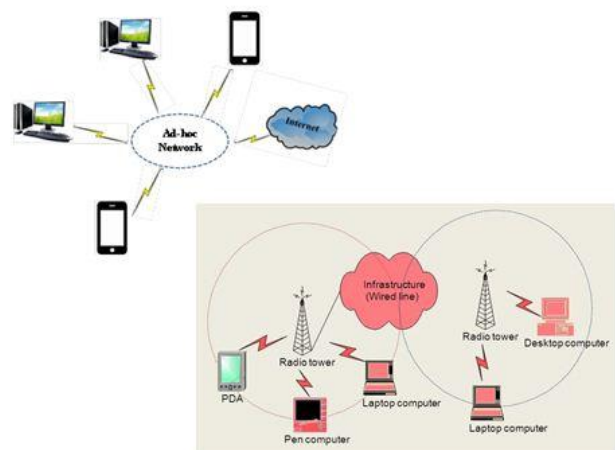 Ad-hoc
Network
Internet
Infrastructure
(Wired line)
Radio tower
Radio tower
Desktop computer
PDA
Laptop computer
Pen computer
Laptop computer